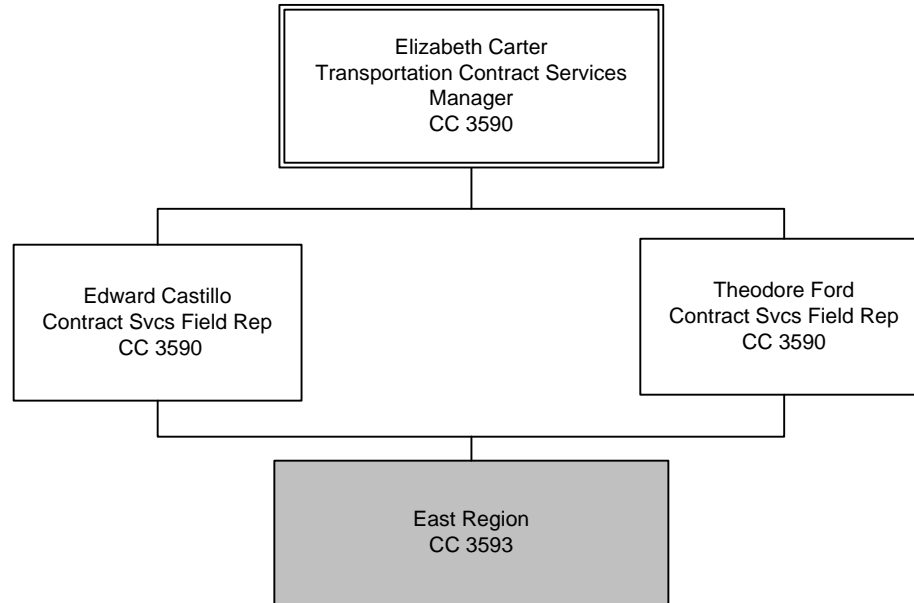 Elizabeth Carter
Transportation Contract Services
Manager
CC 3590
Edward Castillo
Contract Svcs Field Rep
CC 3590
Theodore Ford
Contract Svcs Field Rep
CC 3590
East Region
CC 3593